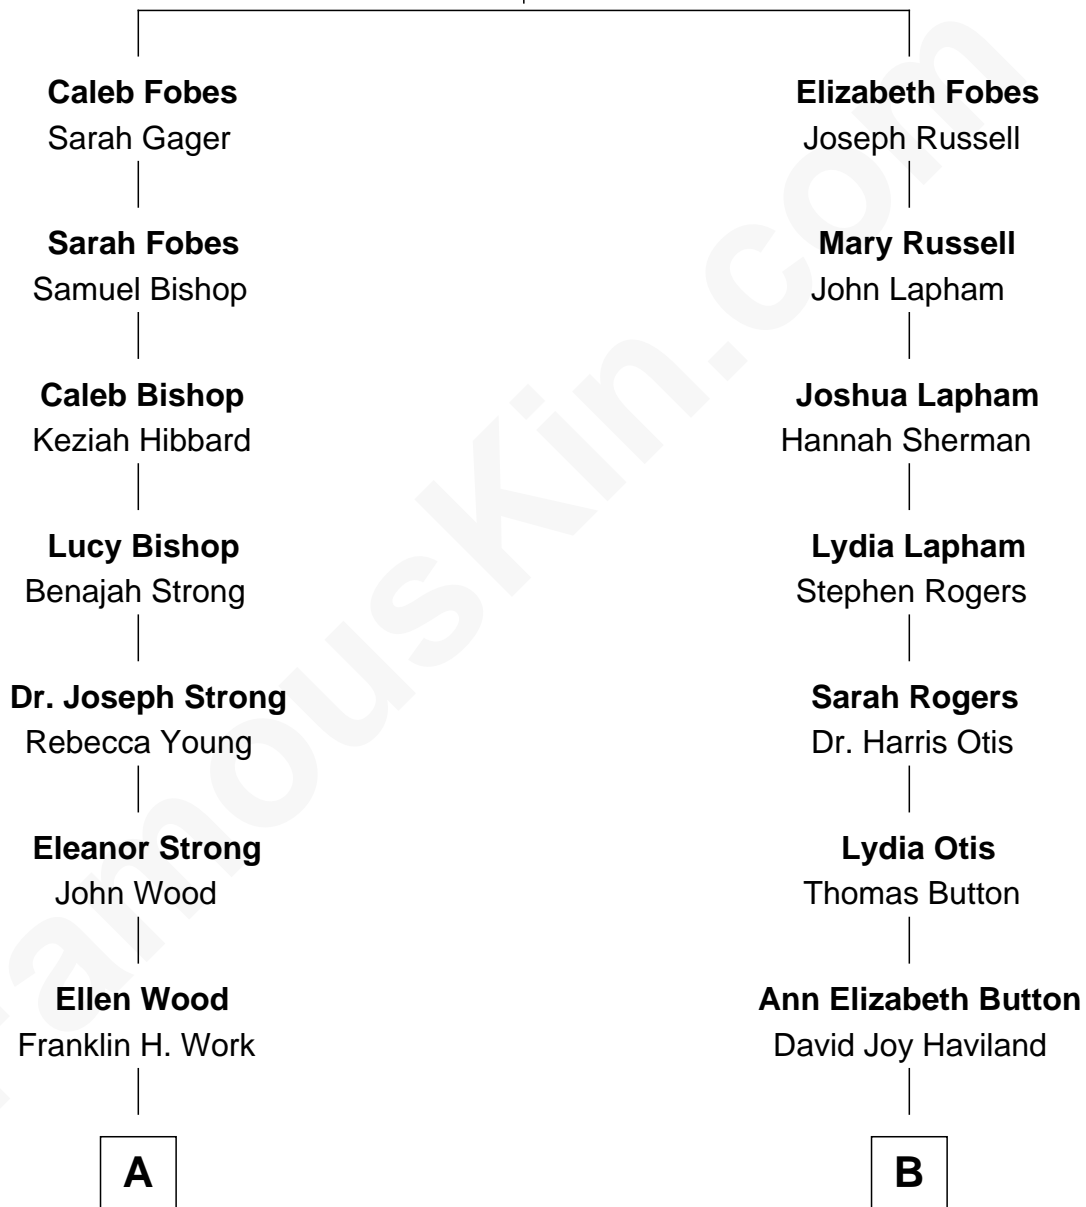 Caleb Fobes
Sarah Gager
Elizabeth Fobes
Joseph Russell
Sarah Fobes
Samuel Bishop
Mary Russell
John Lapham
Caleb Bishop
Keziah Hibbard
Joshua Lapham
Hannah Sherman
Lucy Bishop
Benajah Strong
Lydia Lapham
Stephen Rogers
Dr. Joseph Strong
Rebecca Young
Sarah Rogers
Dr. Harris Otis
Eleanor Strong
John Wood
Lydia Otis
Thomas Button
Ellen Wood
Franklin H. Work
Ann Elizabeth Button
David Joy Haviland
A
B
FamousKin.com